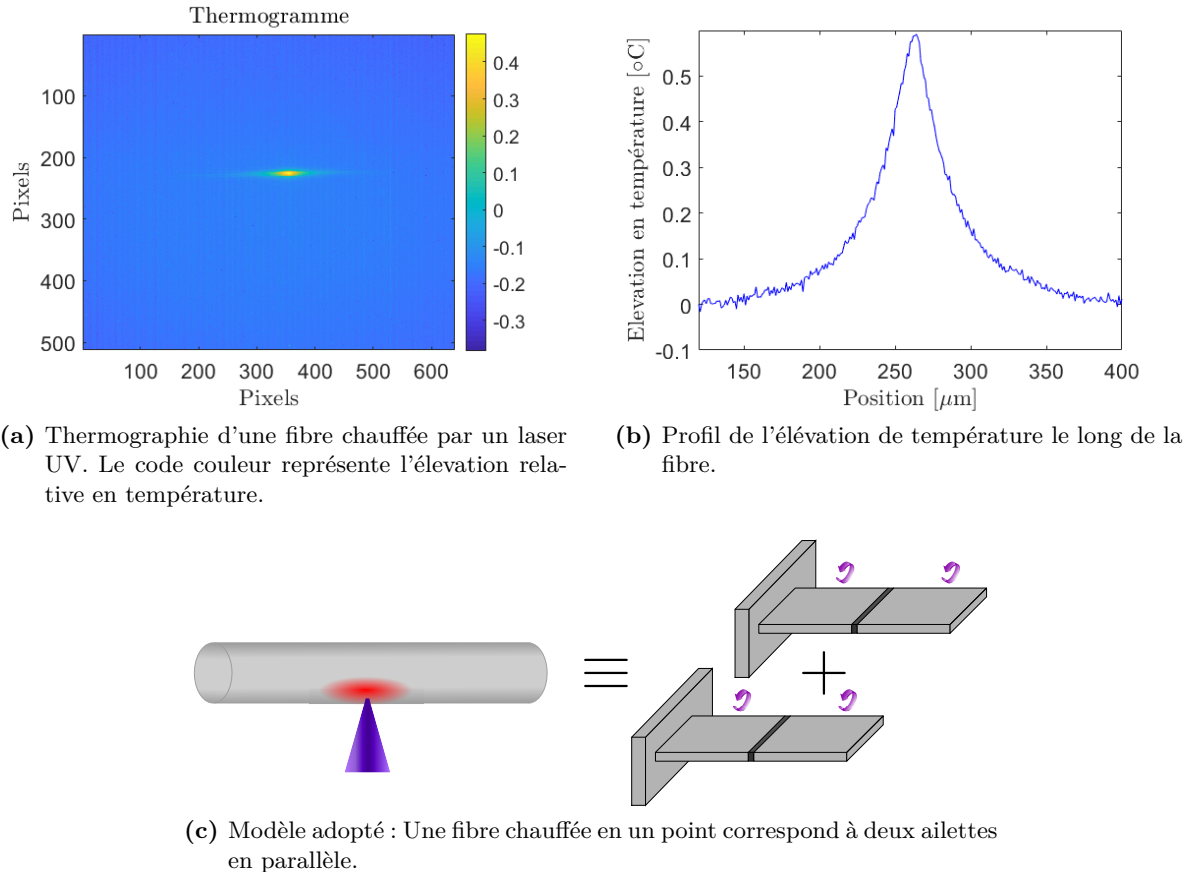 Thermogramme
100
200
300
400
500
Pixels
100 200 300 400 500 600
Pixels
0.4
0.3
0.2
0.1
0
-0.1
-0.2
-0.3
Elevation en température [∘C]
0.5
0.4
0.3
0.2
0.1
0
-0.1
150 200 250 300 350 400
Position [μm]
(a) Thermographie d'une fibre chauffée par un laser
UV. Le code couleur représente l'élevation rela-
tive en température.
(b) Profil de l'élévation de température le long de la
fibre.
(c) Modèle adopté : Une fibre chauffée en un point correspond à deux ailettes
en parallèle.